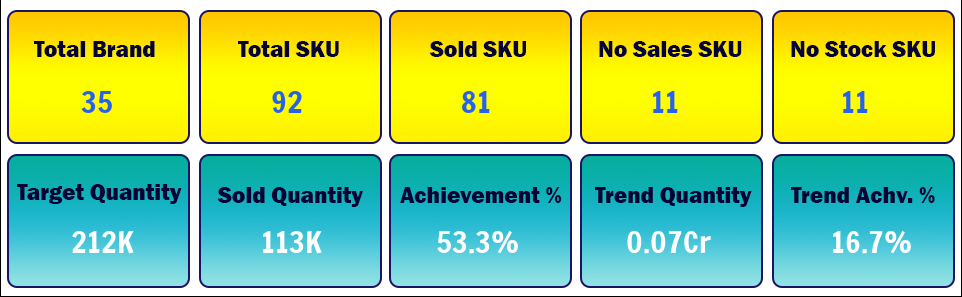 Total Brand
35
Total SKU
92
Sold SKU
81
No Sales SKU
11
No Stock SKU
11
Target Quantity
212K
Sold Quantity
113K
Achievement %
53.3%
Trend Quantity
0.07Cr
Trend Achv. %
16.7%